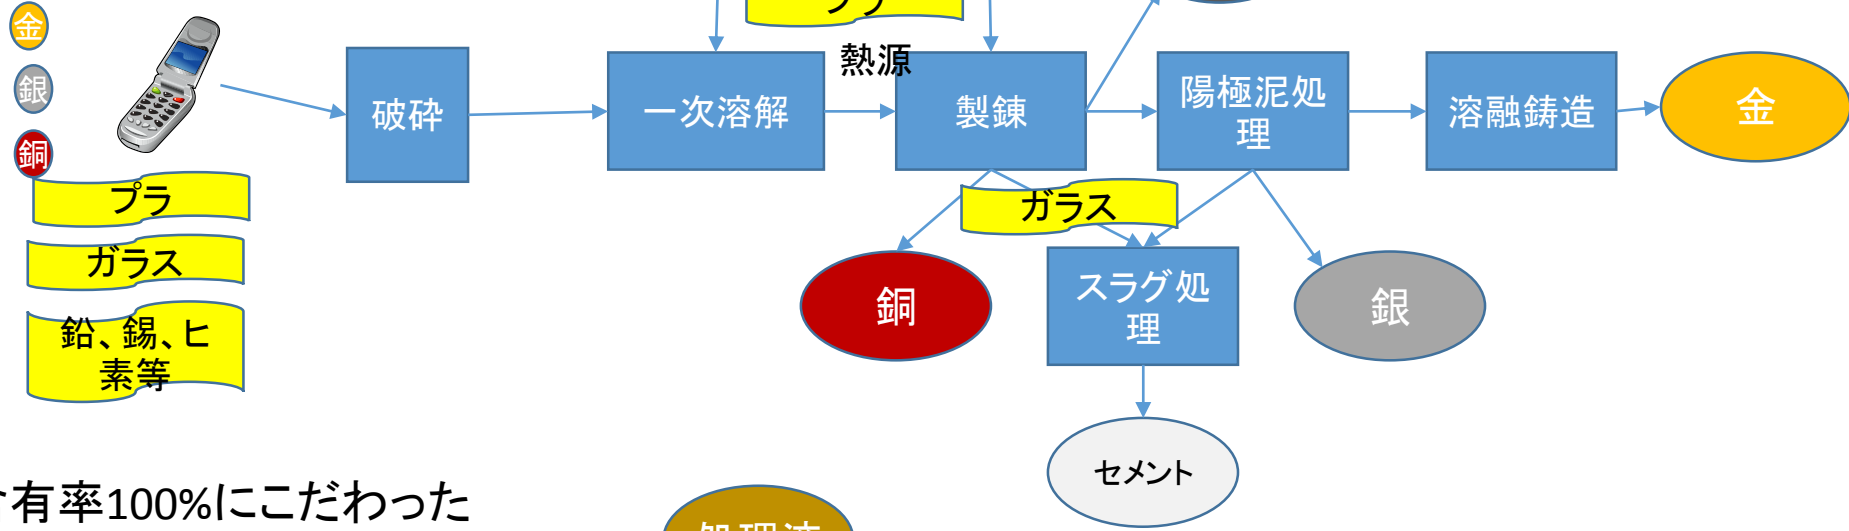 金
銀
銅
プラ
ガラス
鉛、錫、ヒ
素等
破砕
一次溶解
熱源
製錬
陽極泥処
理
溶融鋳造
金
ガラス
銅
スラグ処
理
銀
セメント
有率100%にこだわった